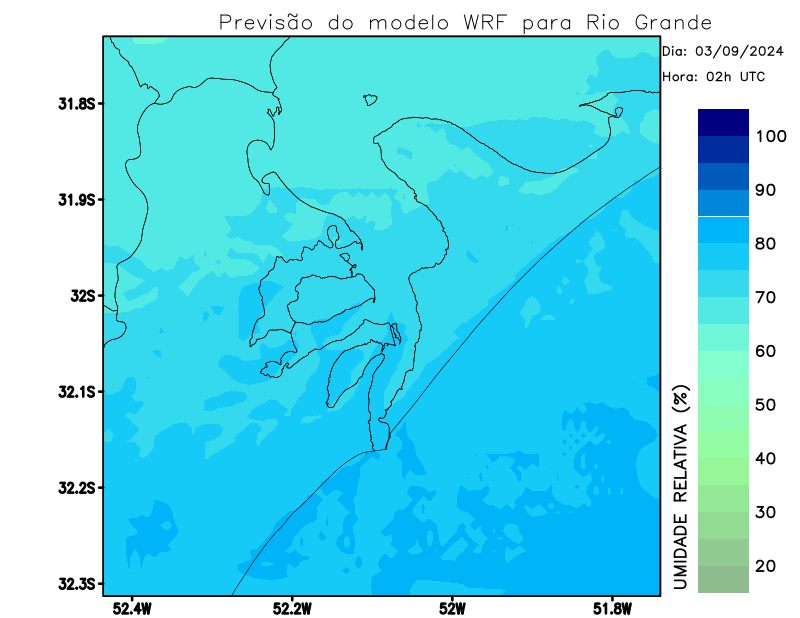 Previsão do modelo WRF para Rio Grande
Dia: 03/09/2024
Hora: 02h UTC
31.8S
31.9S
32S
32.1S
32.2S
32.3S
52.4W
52.2W
52W
51.8W
100
90
80
70
60
50
40
30
20
UMIDADE RELATIVA (%)